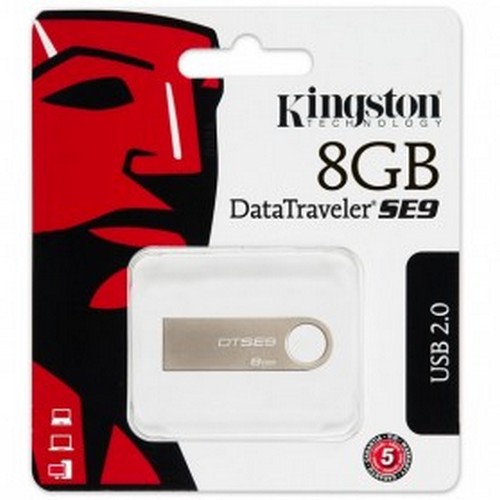 Kingston
TECHNOLOGY
8GB
DataTraveler® SE9
DTSE9
8GB
USB 2.0
5